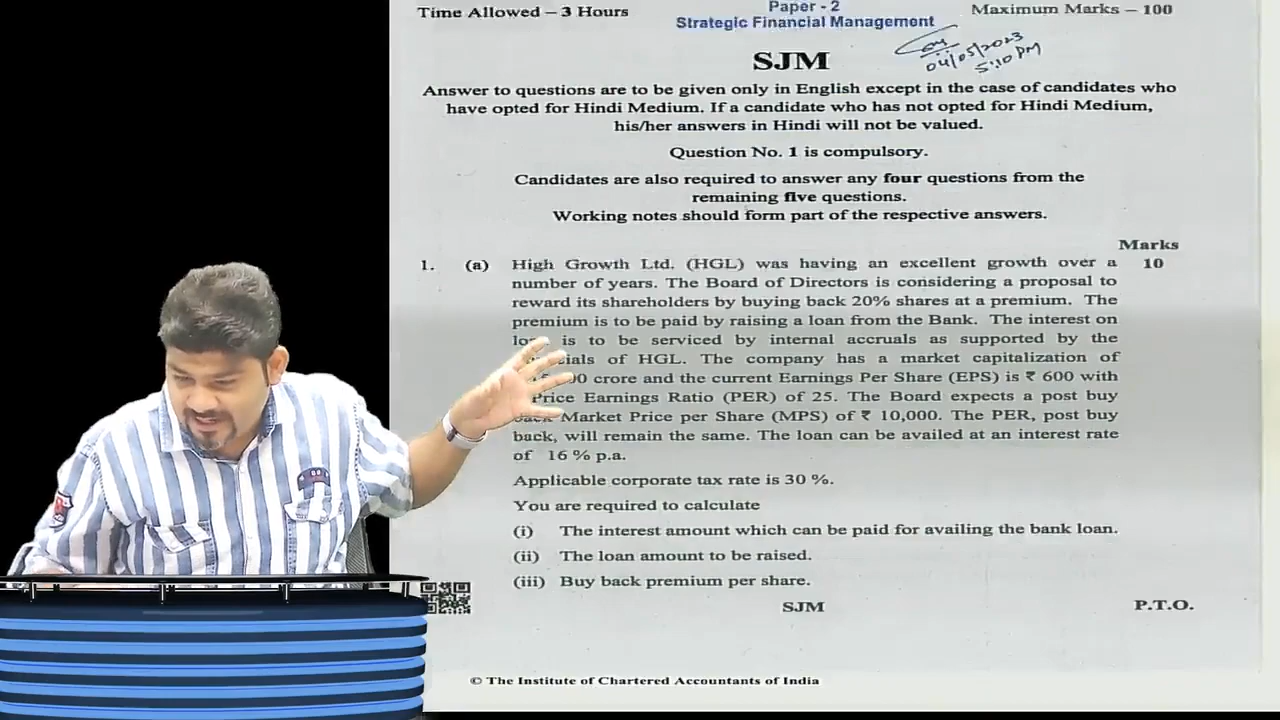 Time Allowed – 3 Hours
Paper - 2
Strategic Financial Management
Maximum Marks – 100
04/05/2023
5:10 PM
SJM
Answer to questions are to be given only in English except in the case of candidates who
have opted for Hindi Medium. If a candidate who has not opted for Hindi Medium,
his/her answers in Hindi will not be valued.
Question No. 1 is compulsory.
Candidates are also required to answer any four questions from the
remaining five questions.
Working notes should form part of the respective answers.
Marks
1. (a) High Growth Ltd. (HGL) was having an excellent growth over a 10
number of years. The Board of Directors is considering a proposal to
reward its shareholders by buying back 20% shares at a premium. The
premium is to be paid by raising a loan from the Bank. The interest on
is to be serviced by internal accruals as supported by the
of HGL. The company has a market capitalization of
crore and the current Earnings Per Share (EPS) is ₹ 600 with
Price Earnings Ratio (PER) of 25. The Board expects a post buy
Market Price per Share (MPS) of ₹ 10,000. The PER, post buy
back, will remain the same. The loan can be availed at an interest rate
of 16 % p.a.
Applicable corporate tax rate is 30 %.
You are required to calculate
(i) The interest amount which can be paid for availing the bank loan.
(ii) The loan amount to be raised.
(iii) Buy back premium per share.
SJM
P.T.O.
© The Institute of Chartered Accountants of India